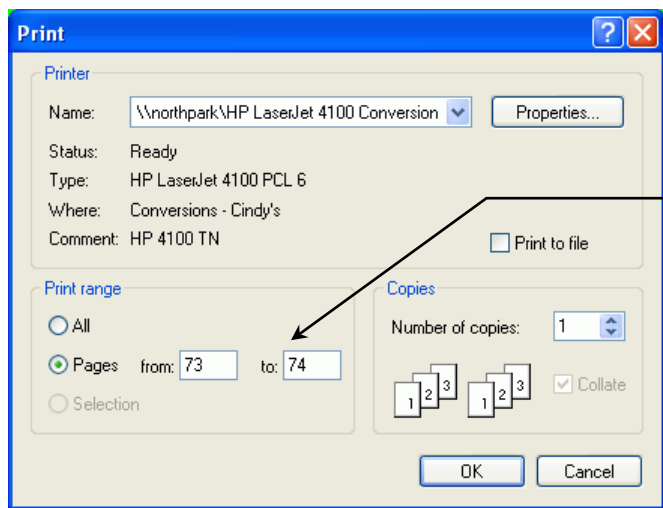 Print
Printer
Name: \\northpark\HP LaserJet 4100 Conversion Properties...
Status: Ready
Type: HP LaserJet 4100 PCL 6
Where: Conversions - Cindy's
Comment: HP 4100 TN Print to file
Print range
All
Pages from: 73 to: 74
Selection
Copies
Number of copies: 1
1 2 3 1 2 3 Collate
OK Cancel